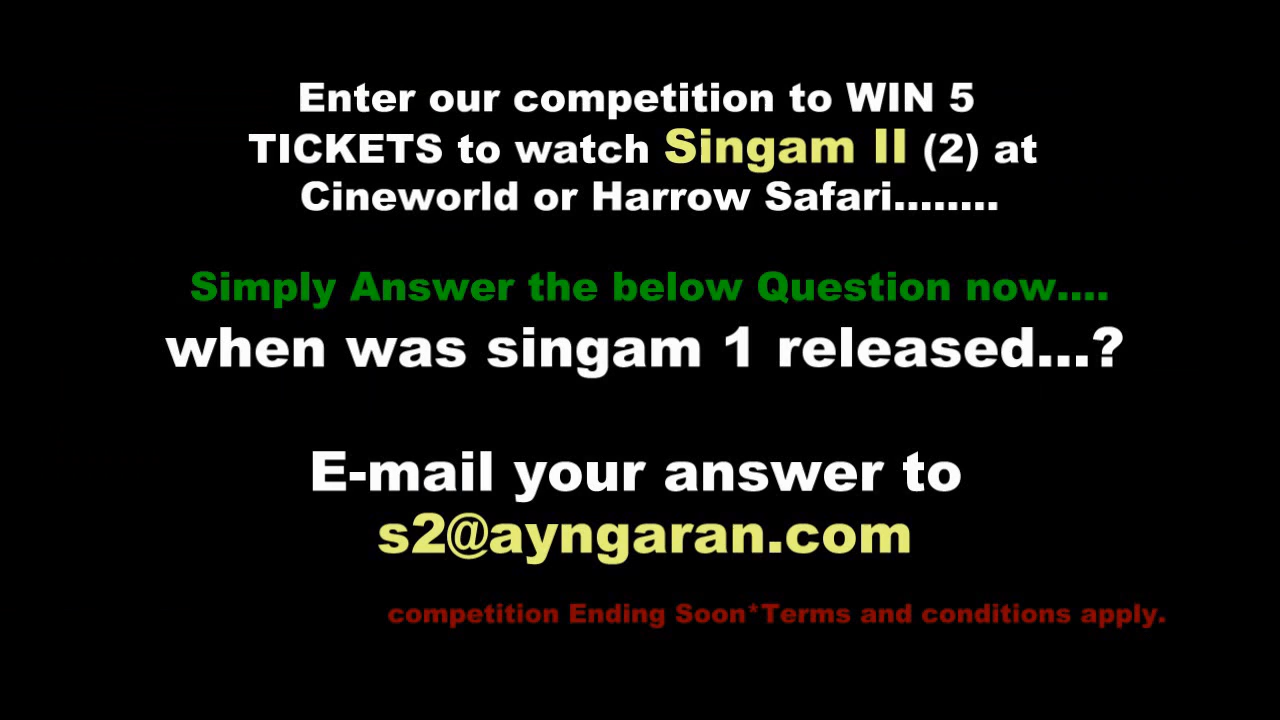 Enter our competition to WIN 5
TICKETS to watch Singam II (2) at
Cineworld or Harrow Safari........
Simply Answer the below Question now....
when was singam 1 released...?
E-mail your answer to
s2@ayngaran.com
competition Ending Soon*Terms and conditions apply.